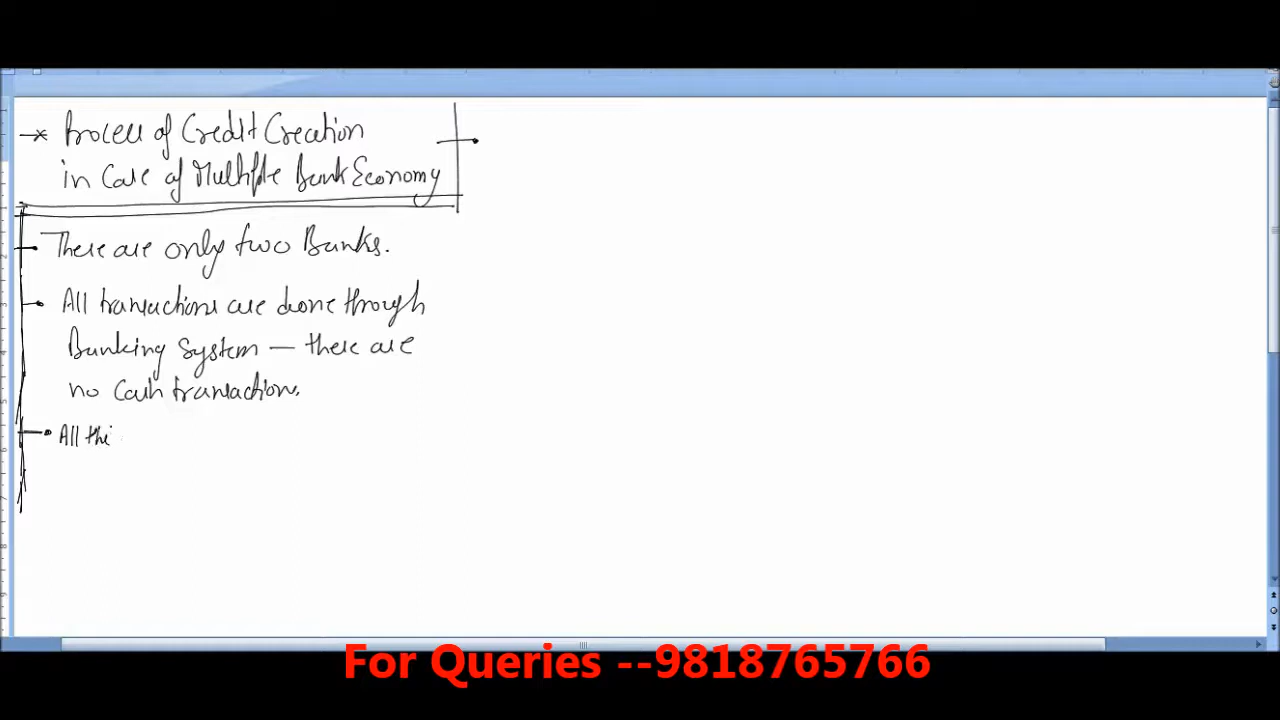 Process of Credit Creation
in Case of Multiple Bank Economy
There are only two Banks.
All transactions are done through
Banking System — there are
no Cash transactions.
All thi
For Queries --9818765766